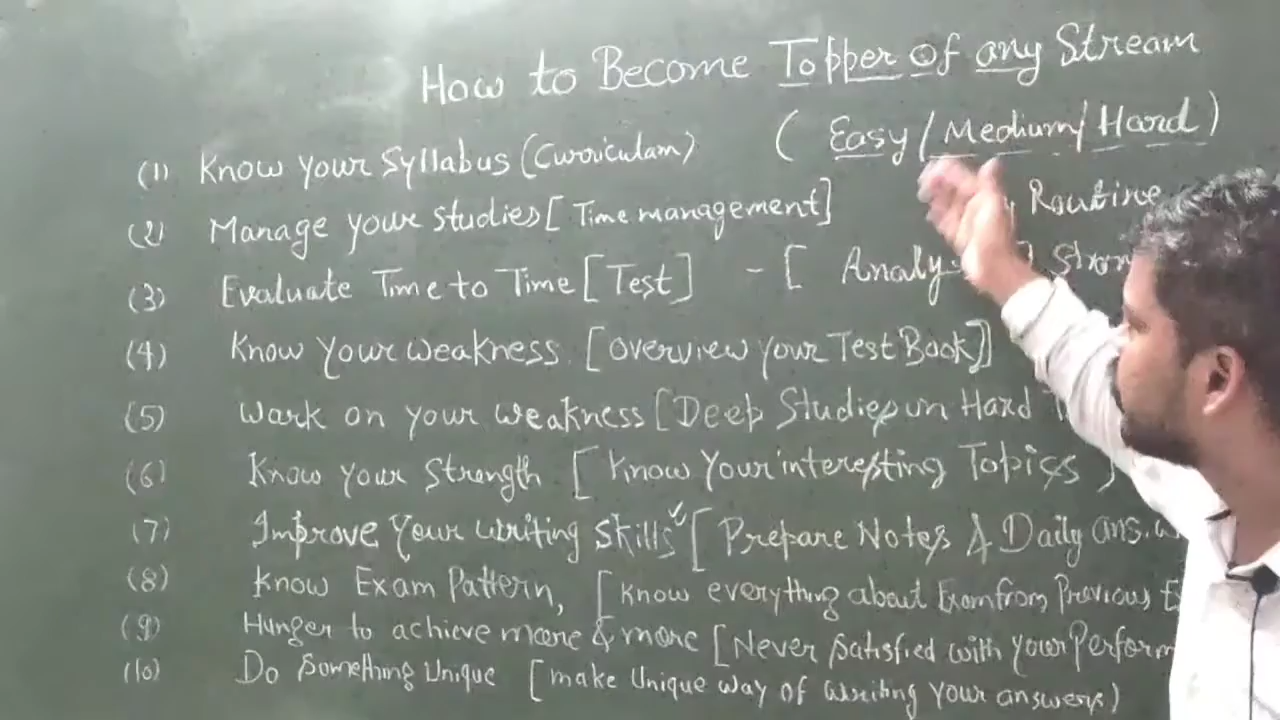 How to Become Topper of any Stream
(Easy/Medium/Hard)
(1) Know your Syllabus (Curriculam)
(2) Manage your studies [Time management] Routine
(3) Evaluate Time to Time [Test] - [
(4) Know Your weakness [overview your Test Book]]
(5) Work on your weakness [Deep Studies in Hard
(6) Know your Strength [Know Your interesting Topics )
(7) Improve Your writing Skills [Prepare Notes & Daily ans.
(8) Know Exam Pattern, [Know everything about Exam from Previous
(9) Hunger to achieve more & more [Never satisfied with your
(10) Do Something Unique [make Unique way of writing your answers)